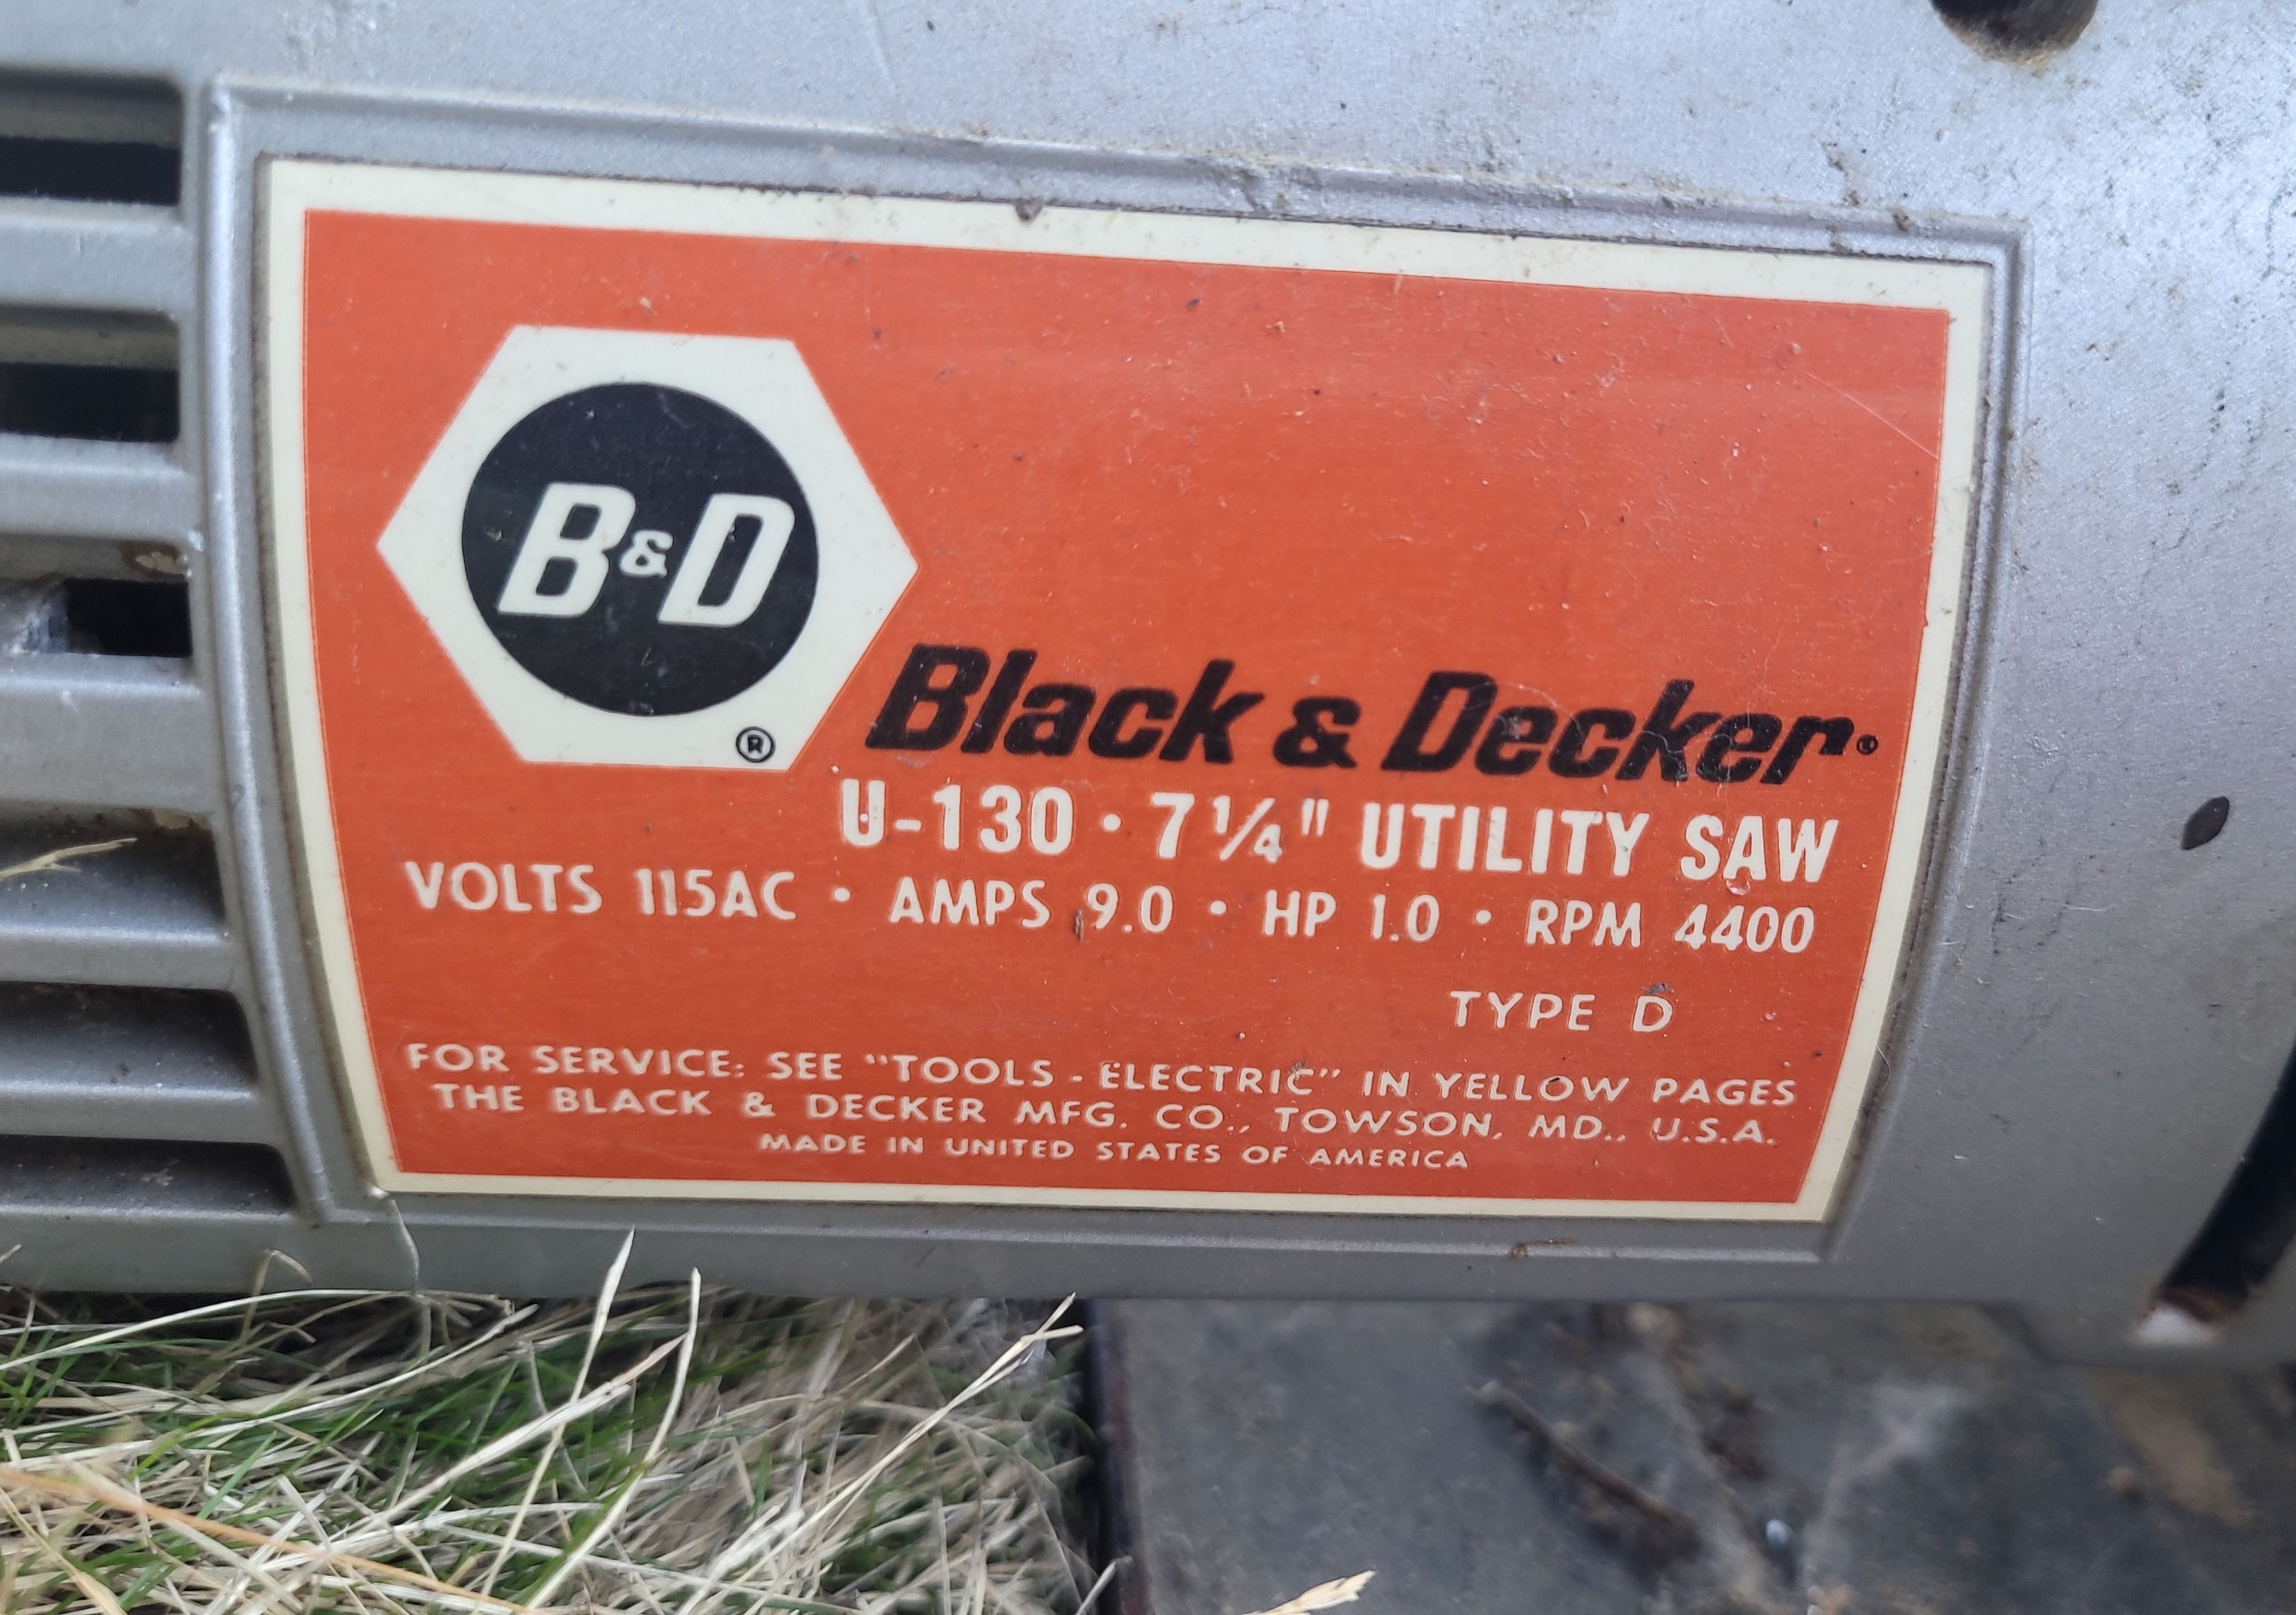 B&D
®
Black & Decker®
U-130 • 7 1/4" UTILITY SAW
VOLTS 115AC • AMPS 9.0 • HP 1.0 • RPM 4400
TYPE D
FOR SERVICE: SEE "TOOLS - ELECTRIC" IN YELLOW PAGES
THE BLACK & DECKER MFG. CO., TOWSON, MD., U.S.A.
MADE IN UNITED STATES OF AMERICA